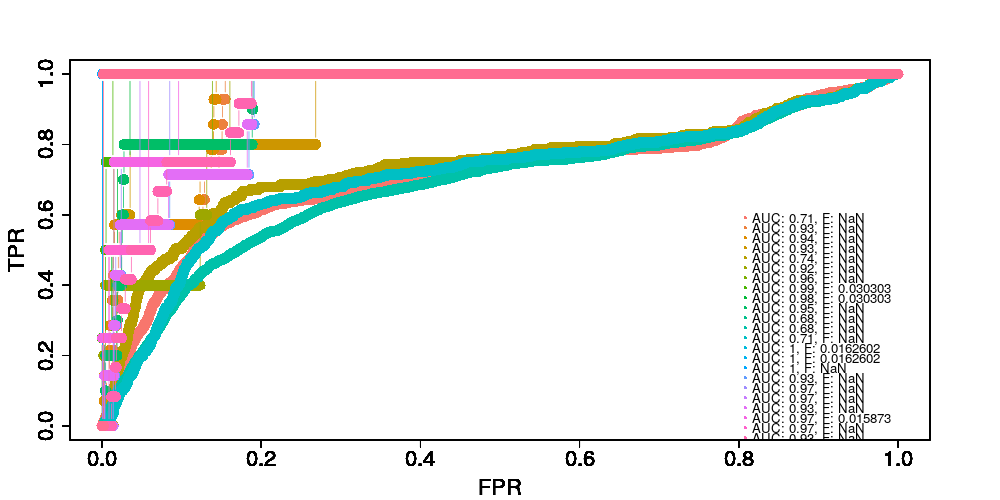 1.0
0.8
0.6
0.4
0.2
0.0
TPR
0.0 0.2 0.4 0.6 0.8 1.0
FPR
AUC: 0.71, F: NaN
AUC: 0.93, F: NaN
AUC: 0.94, F: NaN
AUC: 0.93, F: NaN
AUC: 0.74, F: NaN
AUC: 0.92, F: NaN
AUC: 0.96, F: NaN
AUC: 0.99, F: 0.030303
AUC: 0.98, F: 0.030303
AUC: 0.95, F: NaN
AUC: 0.68, F: NaN
AUC: 0.68, F: NaN
AUC: 0.71, F: NaN
AUC: 1, F: 0.0162602
AUC: 1, F: 0.0162602
AUC: 1, F: NaN
AUC: 0.93, F: NaN
AUC: 0.97, F: NaN
AUC: 0.97, F: NaN
AUC: 0.93, F: NaN
AUC: 0.97, F: 0.015873
AUC: 0.97, F: NaN
AUC: 0.93, F: NaN